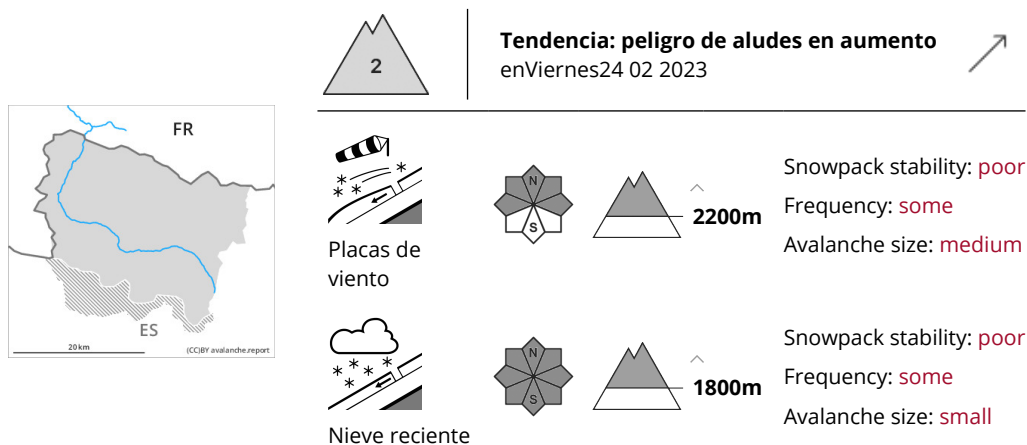 2
Tendencia: peligro de aludes en aumento
enViernes24 02 2023
FR
ES
20 km
(CC)BY avalanche.report
Placas de
viento
N
S
2200m
Snowpack stability: poor
Frequency: some
Avalanche size: medium
Nieve reciente
N
S
1800m
Snowpack stability: poor
Frequency: some
Avalanche size: small